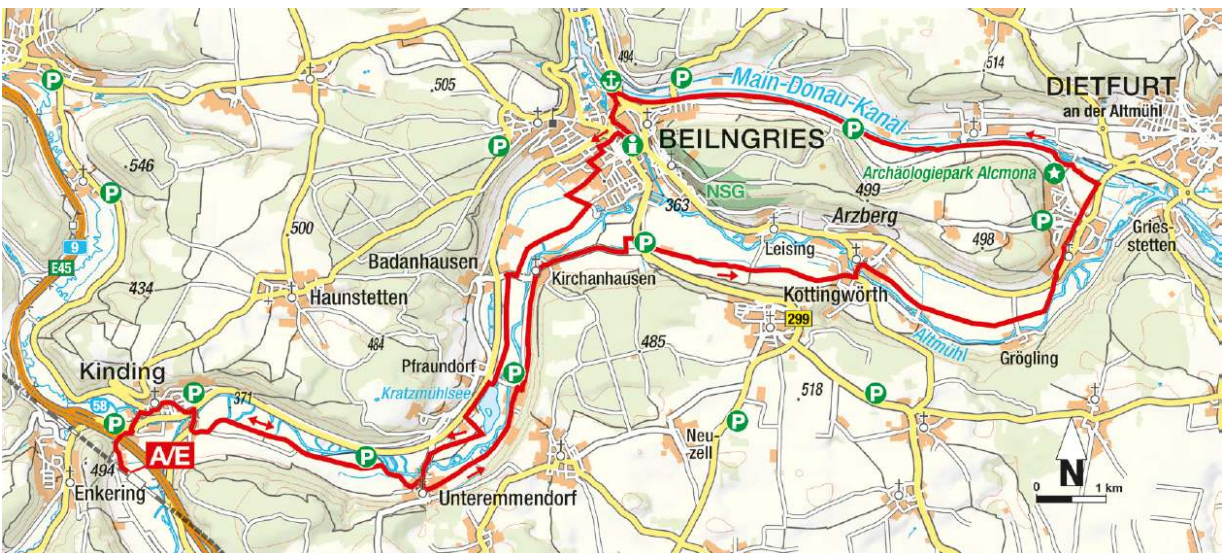 494
P
P
505
514
DIETFURT
an der Altmühl
Main-Donau-Kanal
P
P
BEILNGRIES
i
546
P
NSG
499
Archäologiepark Alcmona
363
Arzberg
P
498
Gries-
stetten
500
Leising
9
E45
Badanhausen
P
434
Haunstetten
Kirchanhausen
Kottingwörth
299
Altmühl
484
485
Grögling
Pfraundorf
P
Kinding
Kratzmühlsee
518
P
58
P
371
P
A/E
P
Neu-
zell
P
494
Enkering
Unteremmendorf
N
0 1 km